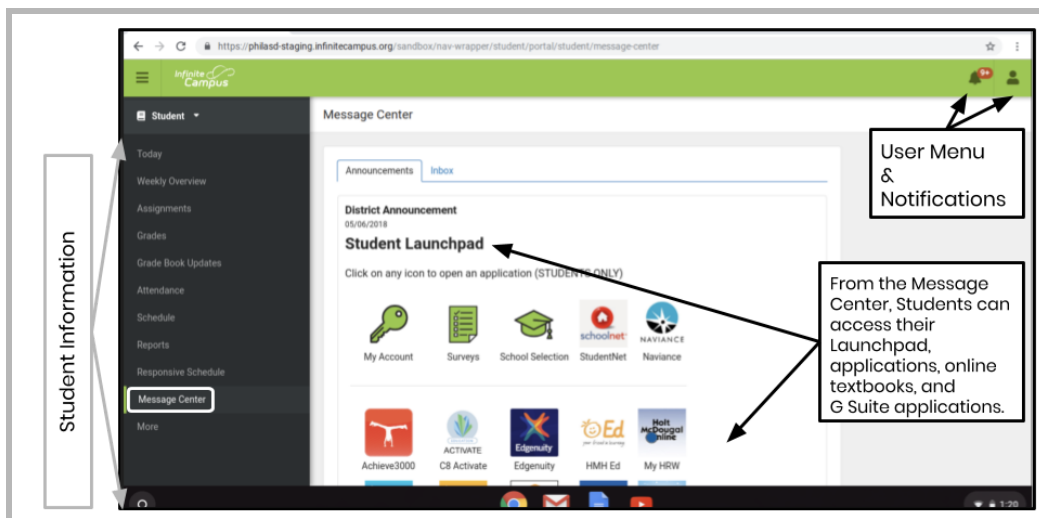 https://philasd-staging.infinitecampus.org/sandbox/nav-wrapper/student/portal/student/message-center
Infinite
Campus
9+
Student
Message Center
Today
Weekly Overview
Assignments
Grades
Grade Book Updates
Attendance
Schedule
Reports
Responsive Schedule
Message Center
More
Student Information
Announcements Inbox
District Announcement
05/06/2018
Student Launchpad
Click on any icon to open an application (STUDENTS ONLY)
schoolnet
NAVIANCE
My Account Surveys School Selection StudentNet Naviance
ACTIVATE
Edgenuity
Ed
Holt
McDougal
Online
Achieve3000 C8 Activate Edgenuity HMH Ed My HRW
User Menu
&
Notifications
From the Message
Center, Students can
access their
Launchpad,
applications, online
textbooks, and
G Suite applications.
1:20